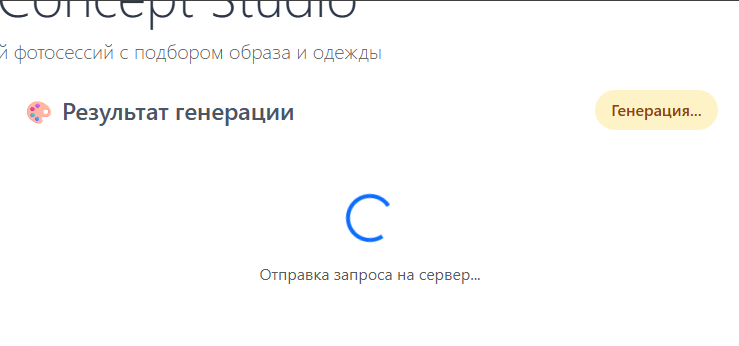 Concept Studio
й фотосессий с подбором образа и одежды
Результат генерации
Генерация...
Отправка запроса на сервер...